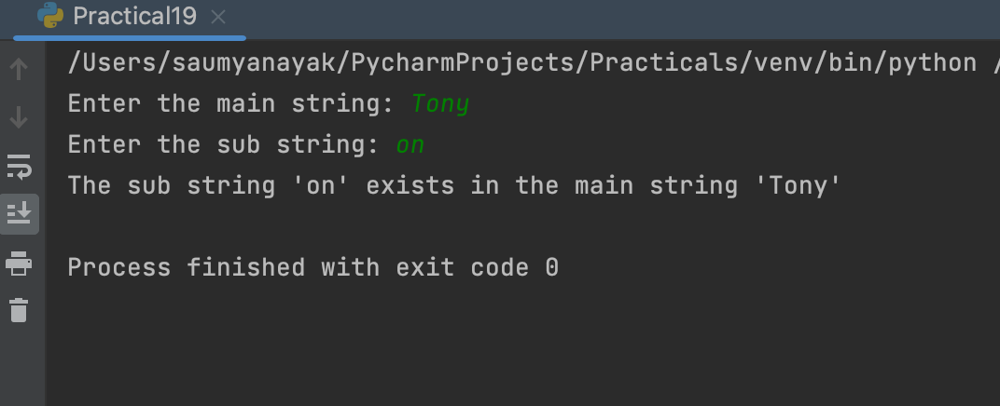 Practical19
/Users/saumyanayak/PycharmProjects/Practicals/venv/bin/python /
Enter the main string: Tony
Enter the sub string: on
The sub string 'on' exists in the main string 'Tony'
Process finished with exit code 0